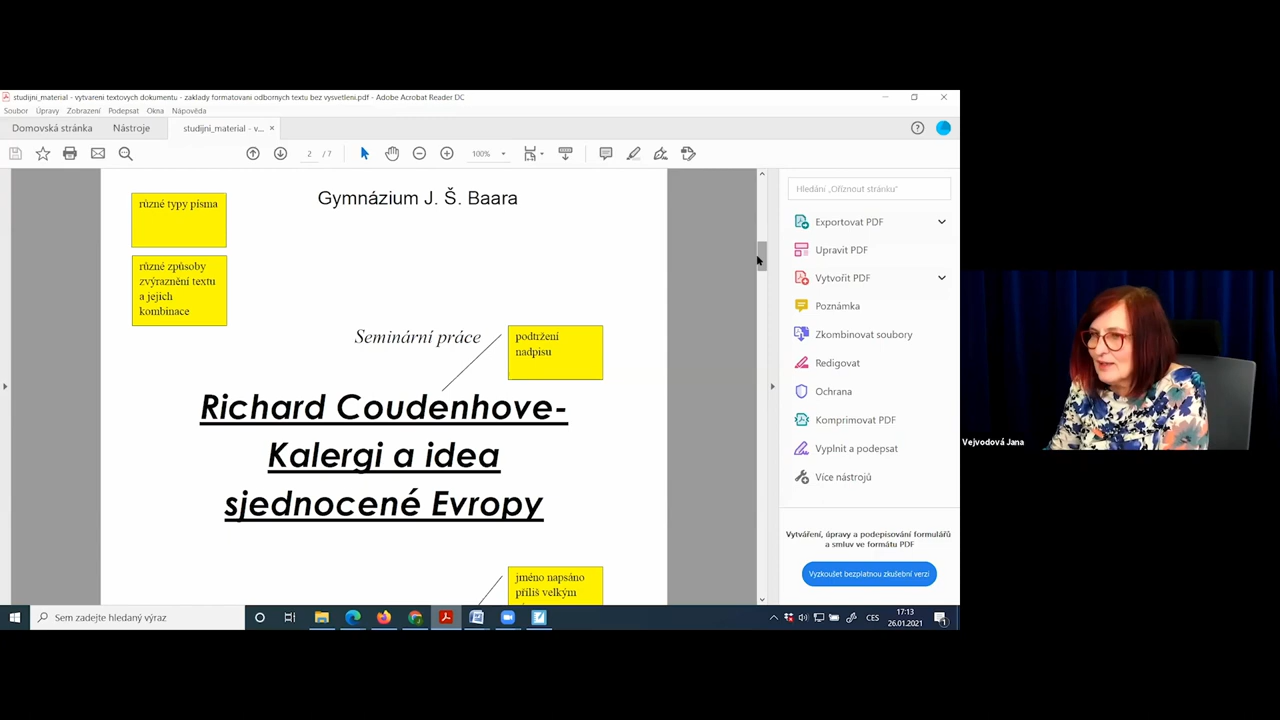 studijni_material - vytvareni textovych dokumentu - zaklady formatovani odbornych textu bez vysvetleni.pdf - Adobe Acrobat Reader DC
Soubor Úpravy Zobrazení Podepsat Okna Nápověda
Domovská stránka Nástroje studijni_material - v... ×
2 / 7 100%
různé typy písma
Gymnázium J. Š. Baara
různé způsoby
zvýraznění textu
a jejich
kombinace
Seminární práce
podtržení
nadpisu
Richard Coudenhove-
Kalergi a idea
sjednocené Evropy
jméno napsáno
příliš velkým
Hledání „Oříznout stránku"
Exportovat PDF
Upravit PDF
Vytvořit PDF
Poznámka
Zkombinovat soubory
Redigovat
Ochrana
Komprimovat PDF
Vyplnit a podepsat
Více nástrojů
Vytváření, úpravy a podepisování formulářů
a smluv ve formátu PDF
Vyzkoušet bezplatnou zkušební verzi
Vejvodová Jana
Sem zadejte hledaný výraz
CES
17:13
26.01.2021
1